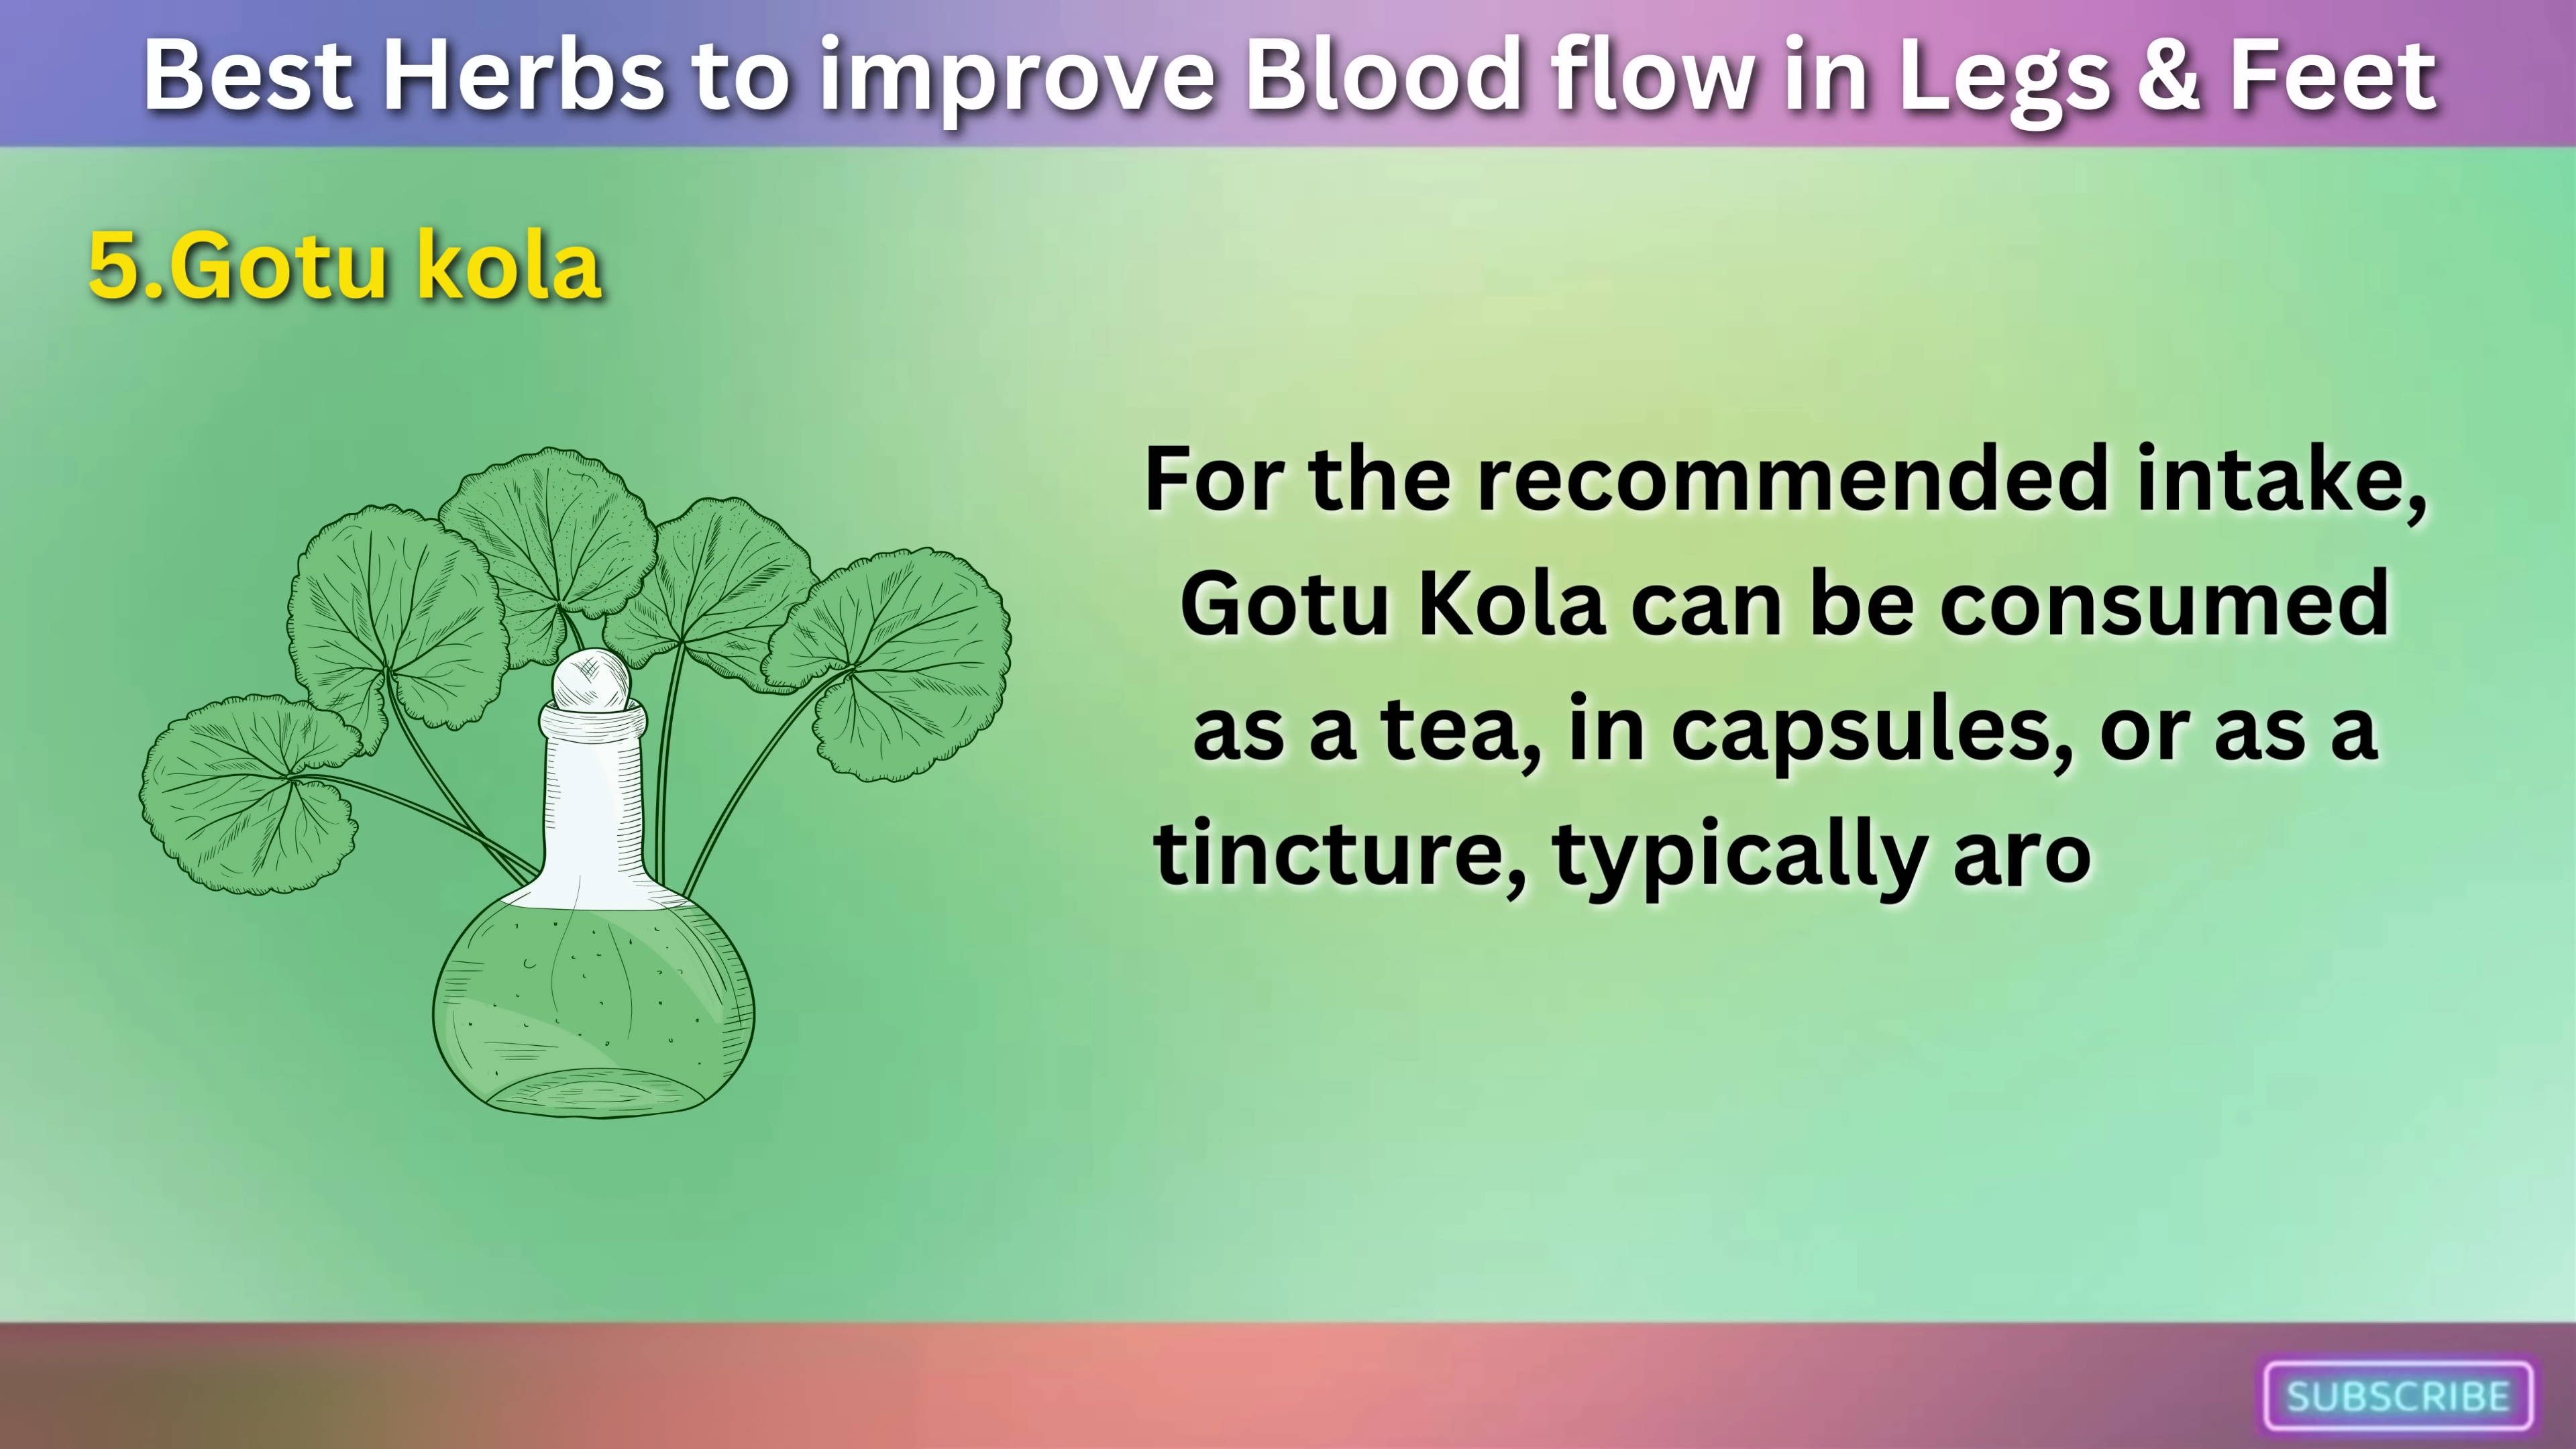 Best Herbs to improve Blood flow in Legs & Feet
5.Gotu kola
For the recommended intake,
Gotu Kola can be consumed
as a tea, in capsules, or as a
tincture, typically aro
SUBSCRIBE